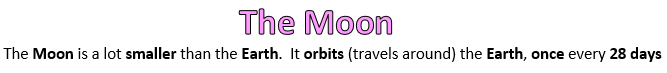 The Moon
The Moon is a lot smaller than the Earth.  It orbits (travels around) the Earth, once every 28 days